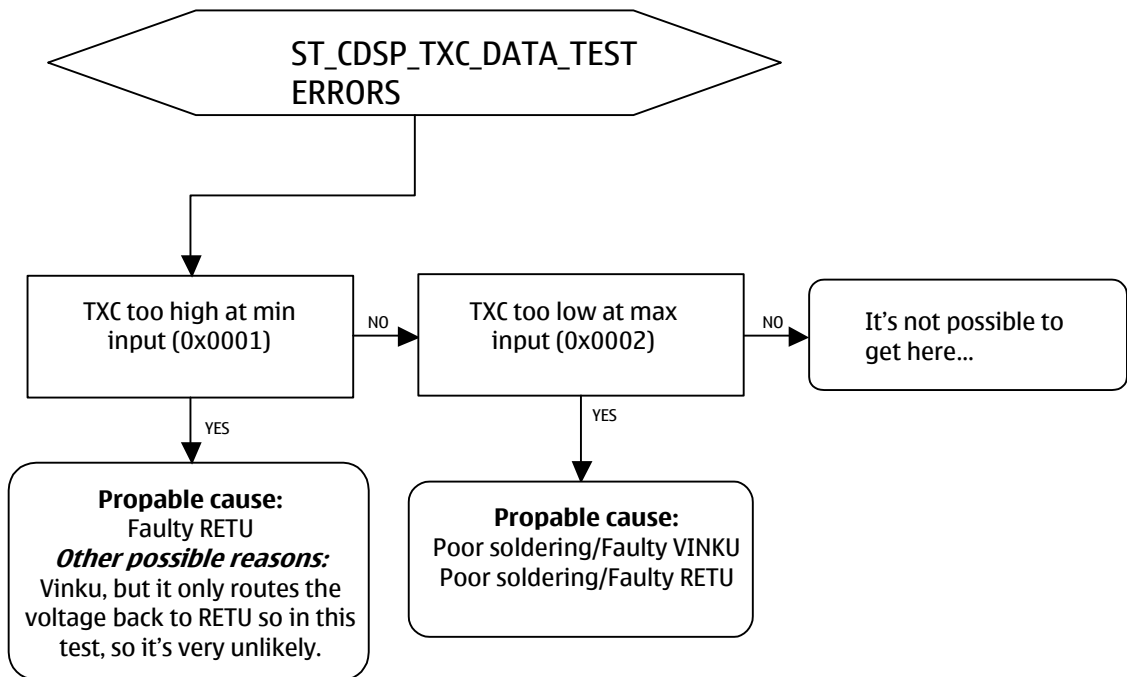 ST_CDSP_TXC_DATA_TEST
ERRORS
TXC too high at min
input (0x0001)
NO
TXC too low at max
input (0x0002)
NO
It's not possible to
get here...
YES
YES
Propable cause:
Faulty RETU
Other possible reasons:
Vinku, but it only routes the
voltage back to RETU so in this
test, so it's very unlikely.
Propable cause:
Poor soldering/Faulty VINKU
Poor soldering/Faulty RETU